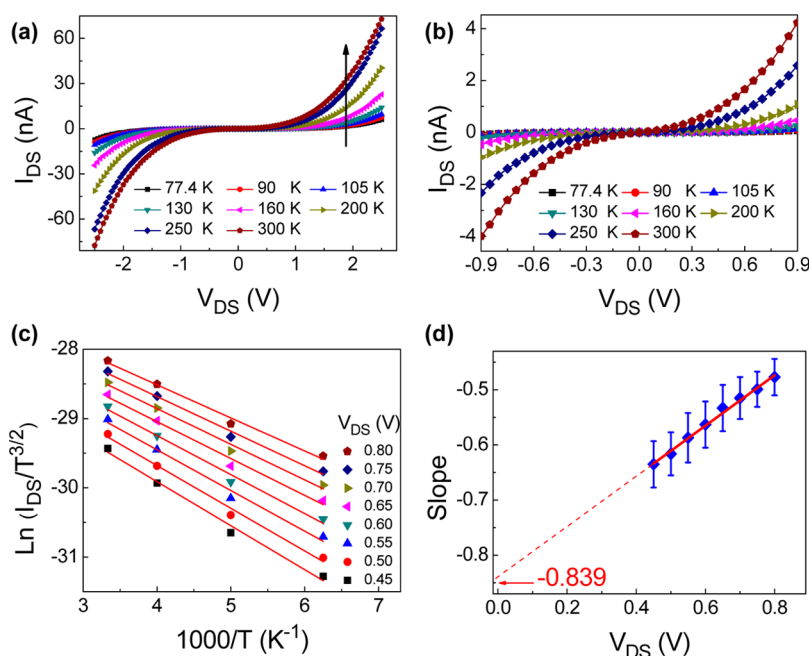 (a)
60
30
0
-30
-60
I_DS (nA)
77.4 K 90 K 105 K
130 K 160 K 200 K
250 K 300 K
-2 -1 0 1 2
V_DS (V)
(b)
4
2
0
-2
-4
I_DS (nA)
77.4 K 90 K 105 K
130 K 160 K 200 K
250 K 300 K
-0.9 -0.6 -0.3 0.0 0.3 0.6 0.9
V_DS (V)
(c)
-28
-29
-30
-31
Ln (I_DS/T^3/2)
V_DS (V)
0.80
0.75
0.70
0.65
0.60
0.55
0.50
0.45
3 4 5 6 7
1000/T (K^-1)
(d)
-0.5
-0.6
-0.7
-0.8
Slope
-0.839
0.0 0.2 0.4 0.6 0.8
V_DS (V)